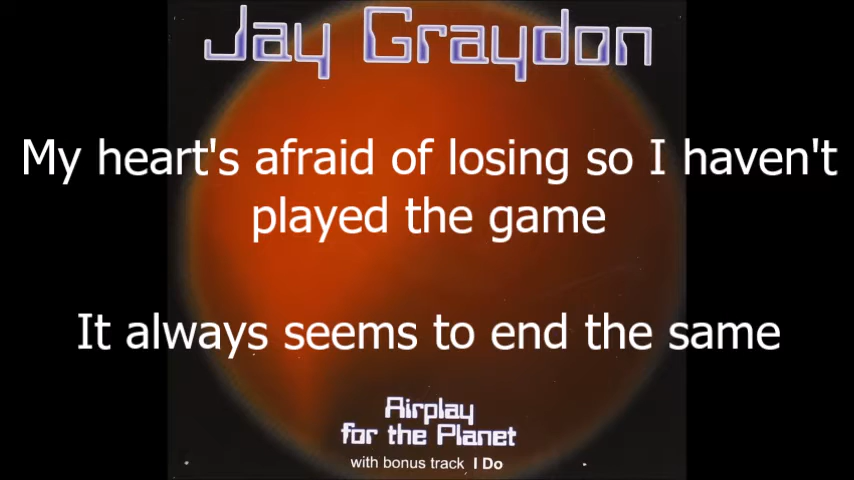 Jay Graydon
My heart's afraid of losing so I haven't
played the game
It always seems to end the same
Airplay
for the Planet
with bonus track I Do